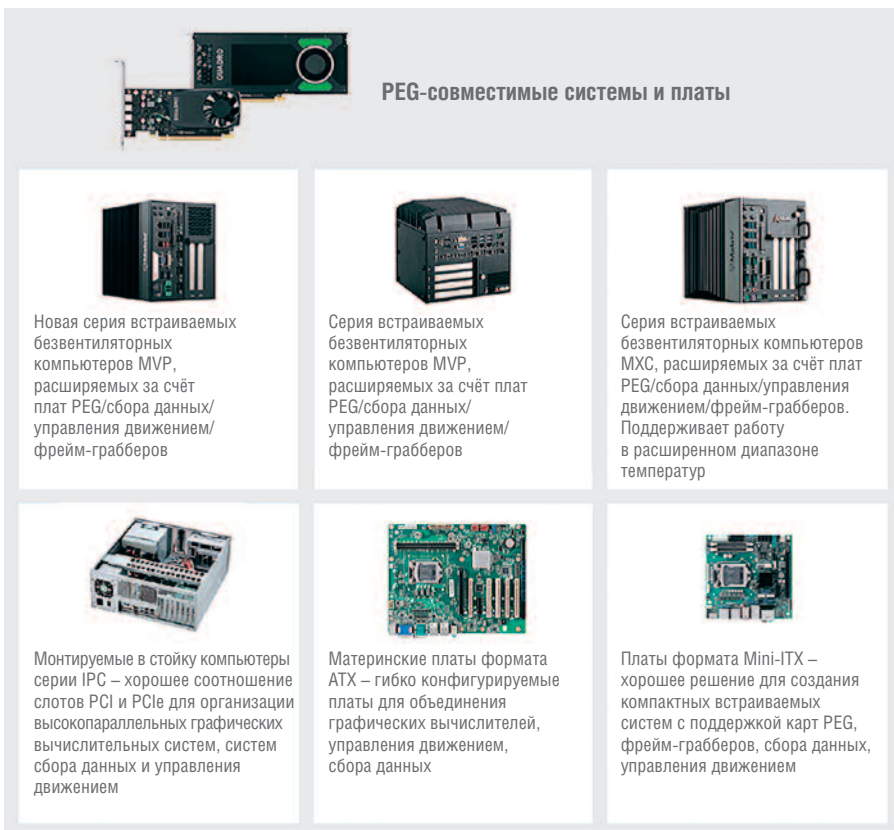 QUADRO
PEG-совместимые системы и платы
Новая серия встраиваемых
безвентиляторных
компьютеров MVP,
расширяемых за счёт
плат PEG/сбора данных/
управления движением/
фрейм-грабберов
Серия встраиваемых
безвентиляторных
компьютеров MVP,
расширяемых за счёт плат
PEG/сбора данных/
управления движением/
фрейм-грабберов
Серия встраиваемых
безвентиляторных компьютеров
MXC, расширяемых за счёт плат
PEG/сбора данных/управления
движением/фрейм-грабберов.
Поддерживает работу
в расширенном диапазоне
температур
Монтируемые в стойку компьютеры
серии IPC – хорошее соотношение
слотов PCI и PCIe для организации
высокопараллельных графических
вычислительных систем, систем
сбора данных и управления
движением
Материнские платы формата
ATX – гибко конфигурируемые
платы для объединения
графических вычислителей,
управления движением,
сбора данных
Платы формата Mini-ITX –
хорошее решение для создания
компактных встраиваемых
систем с поддержкой карт PEG,
фрейм-грабберов, сбора данных,
управления движением